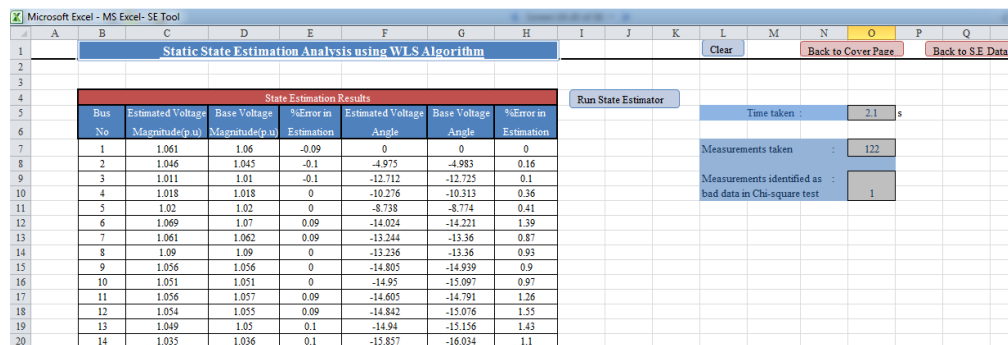 Microsoft Excel - MS Excel- SE Tool
A B C D E F G H I J K L M N O P Q
1 Static State Estimation Analysis using WLS Algorithm Clear Back to Cover Page Back to S.E Data
2
3
4 State Estimation Results Run State Estimator
5 Bus Estimated Voltage Base Voltage %Error in Estimated Voltage Base Voltage %Error in Time taken : 2.1 s
6 No Magnitude(p.u) Magnitude(p.u) Estimation Angle Angle Estimation
7 1 1.061 1.06 -0.09 0 0 0 Measurements taken : 122
8 2 1.046 1.045 -0.1 -4.975 -4.983 0.16
9 3 1.011 1.01 -0.1 -12.712 -12.725 0.1 Measurements identified as :
10 4 1.018 1.018 0 -10.276 -10.313 0.36 bad data in Chi-square test 1
11 5 1.02 1.02 0 -8.738 -8.774 0.41
12 6 1.069 1.07 0.09 -14.024 -14.221 1.39
13 7 1.061 1.062 0.09 -13.244 -13.36 0.87
14 8 1.09 1.09 0 -13.236 -13.36 0.93
15 9 1.056 1.056 0 -14.805 -14.939 0.9
16 10 1.051 1.051 0 -14.95 -15.097 0.97
17 11 1.056 1.057 0.09 -14.605 -14.791 1.26
18 12 1.054 1.055 0.09 -14.842 -15.076 1.55
19 13 1.049 1.05 0.1 -14.94 -15.156 1.43
20 14 1.035 1.036 0.1 -15.857 -16.034 1.1